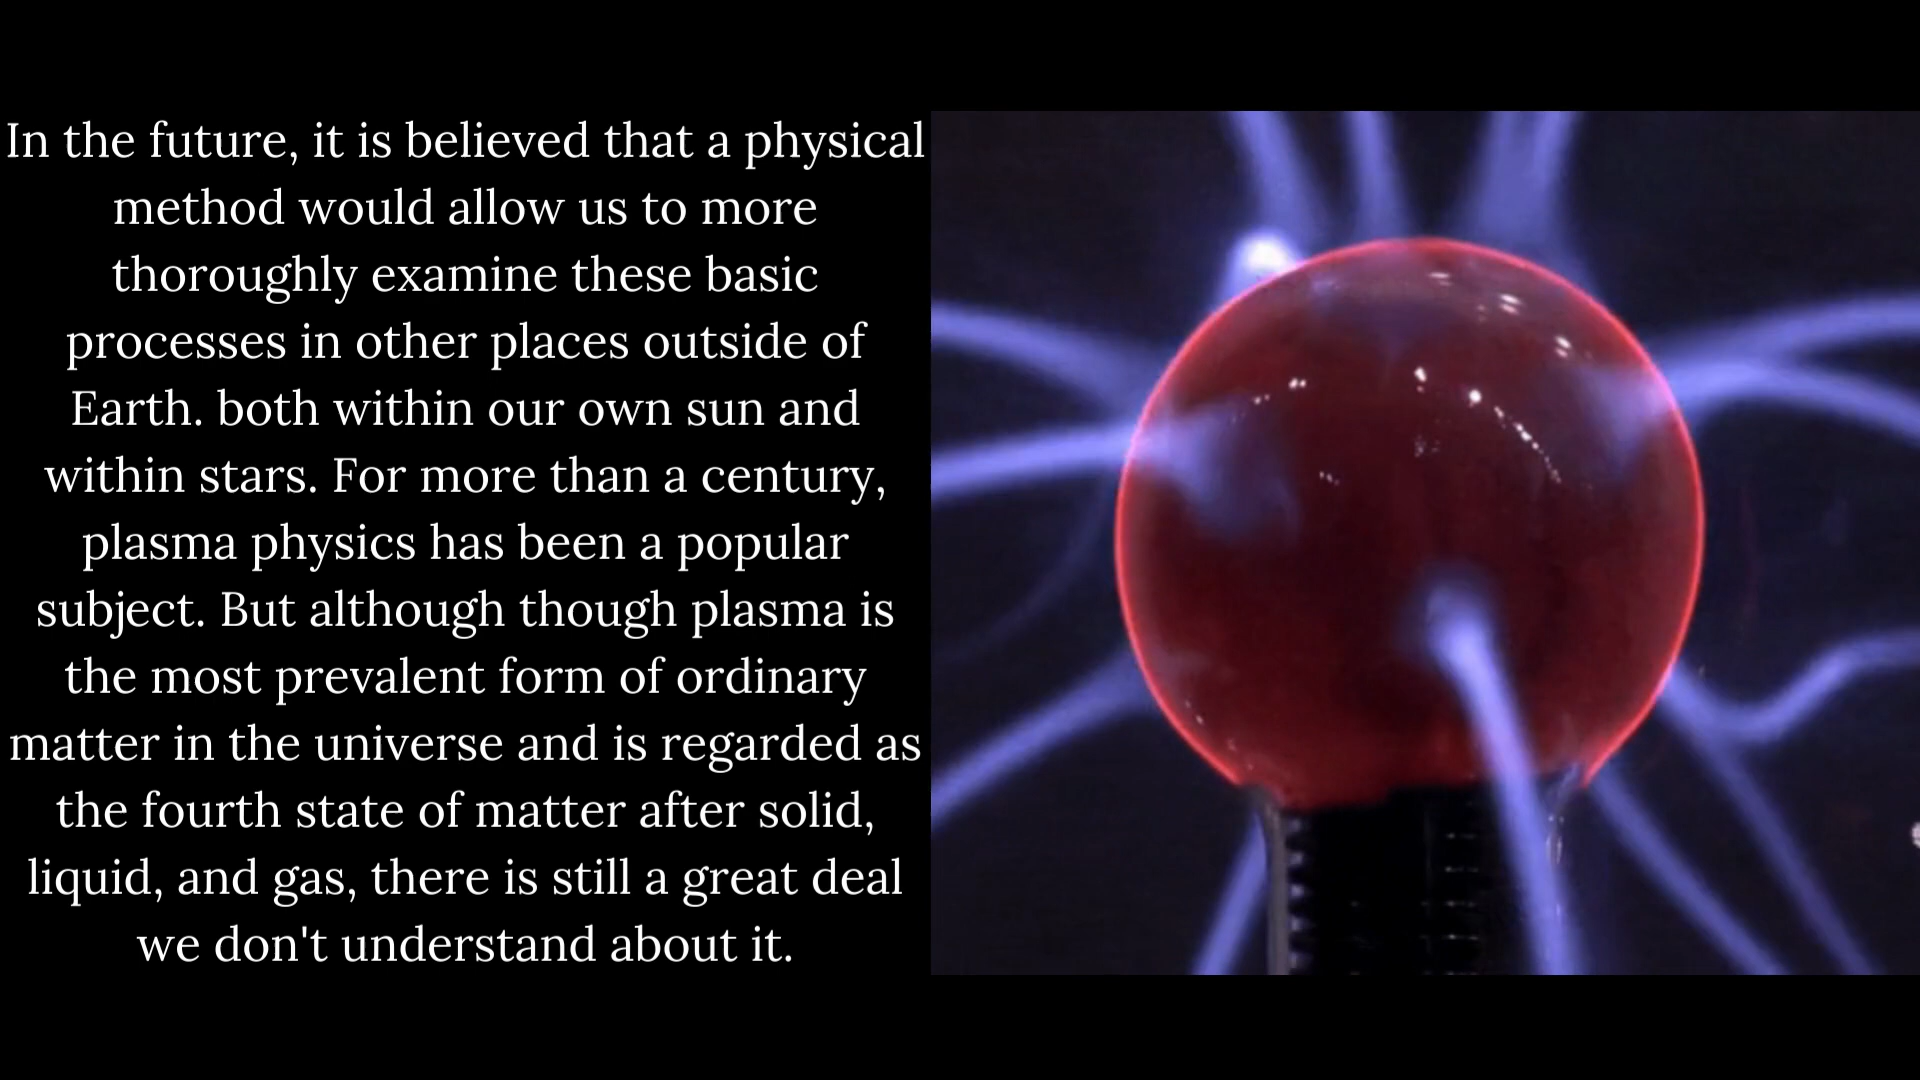 In the future, it is believed that a physical
method would allow us to more
thoroughly examine these basic
processes in other places outside of
Earth. both within our own sun and
within stars. For more than a century,
plasma physics has been a popular
subject. But although though plasma is
the most prevalent form of ordinary
matter in the universe and is regarded as
the fourth state of matter after solid,
liquid, and gas, there is still a great deal
we don't understand about it.